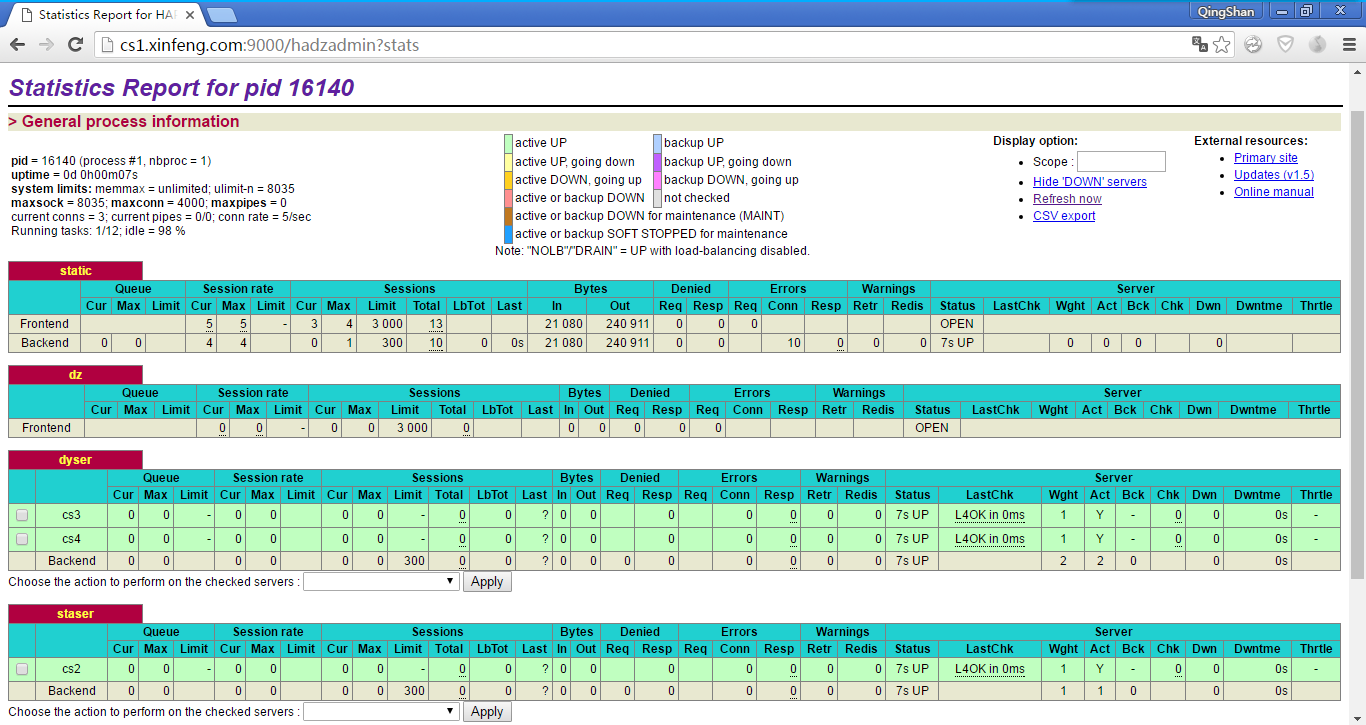 Statistics Report for HA
QingShan
cs1.xinfeng.com:9000/hadzadmin?stats
Statistics Report for pid 16140
> General process information
pid = 16140 (process #1, nbproc = 1)
uptime = 0d 0h00m07s
system limits: memmax = unlimited; ulimit-n = 8035
maxsock = 8035; maxconn = 4000; maxpipes = 0
current conns = 3; current pipes = 0/0; conn rate = 5/sec
Running tasks: 1/12; idle = 98 %
active UP backup UP
active UP, going down backup UP, going down
active DOWN, going up backup DOWN, going up
active or backup DOWN not checked
active or backup DOWN for maintenance (MAINT)
active or backup SOFT STOPPED for maintenance
Note: "NOLB"/"DRAIN" = UP with load-balancing disabled.
Display option:
• Scope :
• Hide 'DOWN' servers
• Refresh now
• CSV export
External resources:
• Primary site
• Updates (v1.5)
• Online manual
static
Queue Session rate Sessions Bytes Denied Errors Warnings Server
Cur Max Limit Cur Max Limit Cur Max Limit Total LbTot Last In Out Req Resp Req Conn Resp Retr Redis Status LastChk Wght Act Bck Chk Dwn Dwntme Thrtle
Frontend 5 5 - 3 4 3 000 13 21 080 240 911 0 0 0 OPEN
Backend 0 0 4 4 0 1 300 10 0 0s 21 080 240 911 0 0 10 0 0 0 7s UP 0 0 0 0
dz
Queue Session rate Sessions Bytes Denied Errors Warnings Server
Cur Max Limit Cur Max Limit Cur Max Limit Total LbTot Last In Out Req Resp Req Conn Resp Retr Redis Status LastChk Wght Act Bck Chk Dwn Dwntme Thrtle
Frontend 0 0 - 0 0 3 000 0 0 0 0 0 0 OPEN
dyser
Queue Session rate Sessions Bytes Denied Errors Warnings Server
Cur Max Limit Cur Max Limit Cur Max Limit Total LbTot Last In Out Req Resp Req Conn Resp Retr Redis Status LastChk Wght Act Bck Chk Dwn Dwntme Thrtle
cs3 0 0 - 0 0 0 0 - 0 0 ? 0 0 0 0 0 0 0 7s UP L4OK in 0ms 1 Y - 0 0 0s -
cs4 0 0 - 0 0 0 0 - 0 0 ? 0 0 0 0 0 0 0 7s UP L4OK in 0ms 1 Y - 0 0 0s -
Backend 0 0 0 0 0 0 300 0 0 ? 0 0 0 0 0 0 0 0 7s UP 2 2 0 0 0s
Choose the action to perform on the checked servers : Apply
staser
Queue Session rate Sessions Bytes Denied Errors Warnings Server
Cur Max Limit Cur Max Limit Cur Max Limit Total LbTot Last In Out Req Resp Req Conn Resp Retr Redis Status LastChk Wght Act Bck Chk Dwn Dwntme Thrtle
cs2 0 0 - 0 0 0 0 - 0 0 ? 0 0 0 0 0 0 0 7s UP L4OK in 0ms 1 Y - 0 0 0s -
Backend 0 0 0 0 0 0 300 0 0 ? 0 0 0 0 0 0 0 0 7s UP 1 1 0 0 0s
Choose the action to perform on the checked servers : Apply